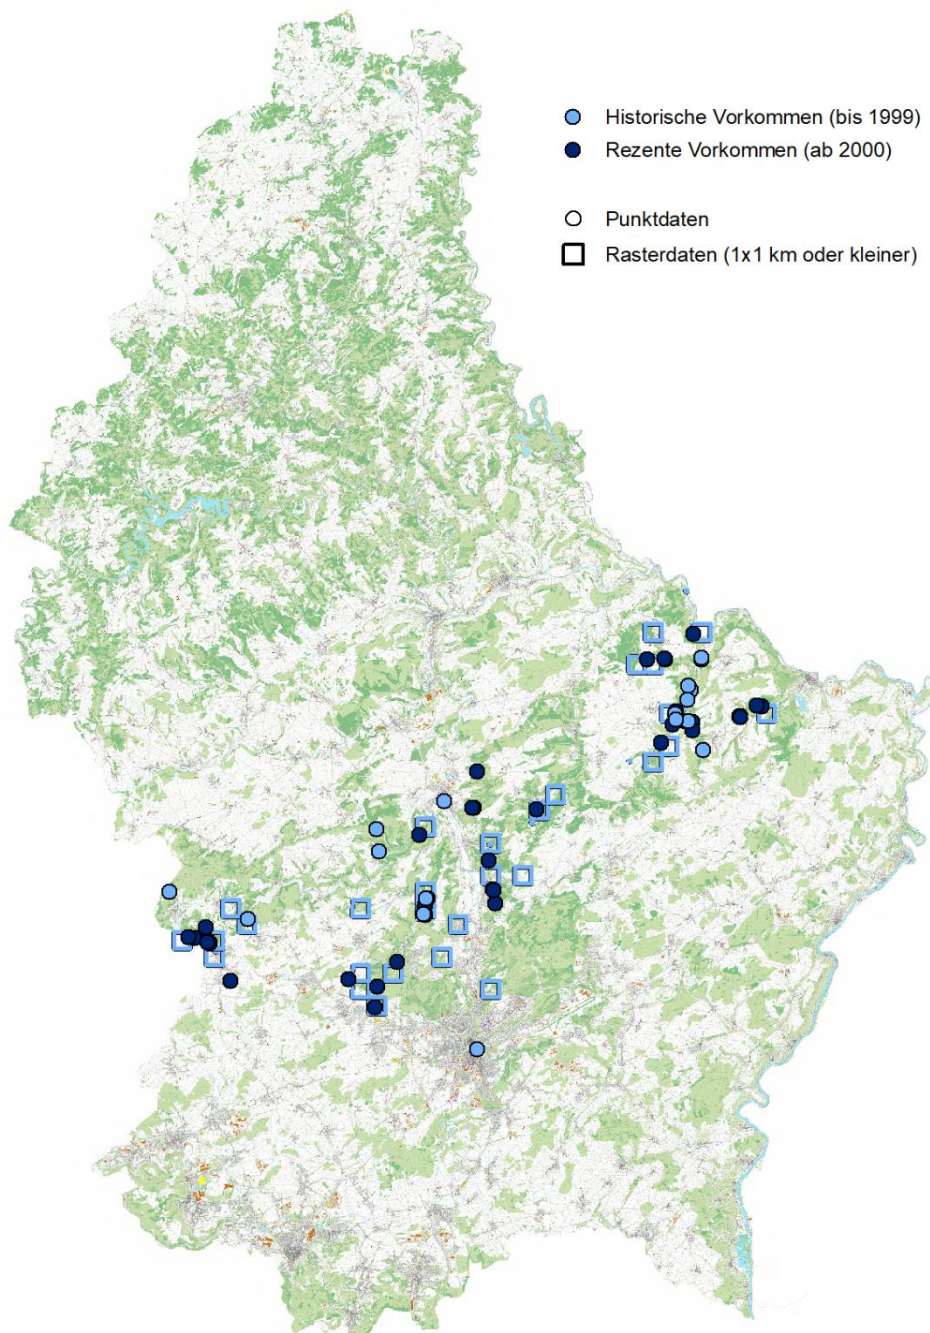 Historische Vorkommen (bis 1999)
Rezente Vorkommen (ab 2000)
Punktdaten
Rasterdaten (1x1 km oder kleiner)